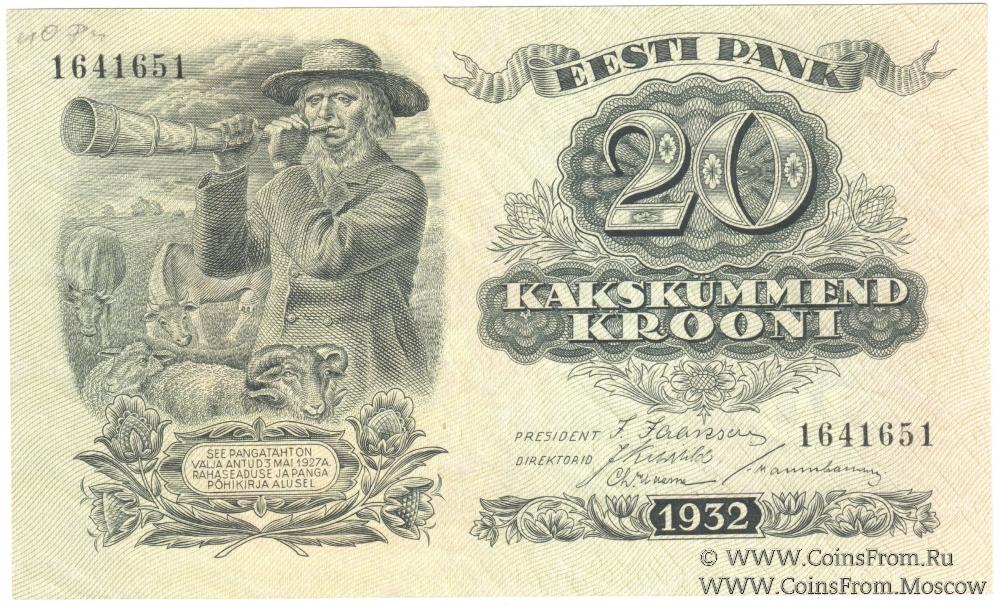 1641651
EESTI PANK
20
KAKSKÜMMEND
KROONI
SEE PANGATÄHT ON
VÄLJA ANTUD 3 MAI 1927 A.
RAHASEADUSE JA PANGA
PÕHIKIRJA ALUSEL
PRESIDENT
DIREKTORID
1641651
1932
© WWW.CoinsFrom.Ru
WWW.CoinsFrom.Moscow